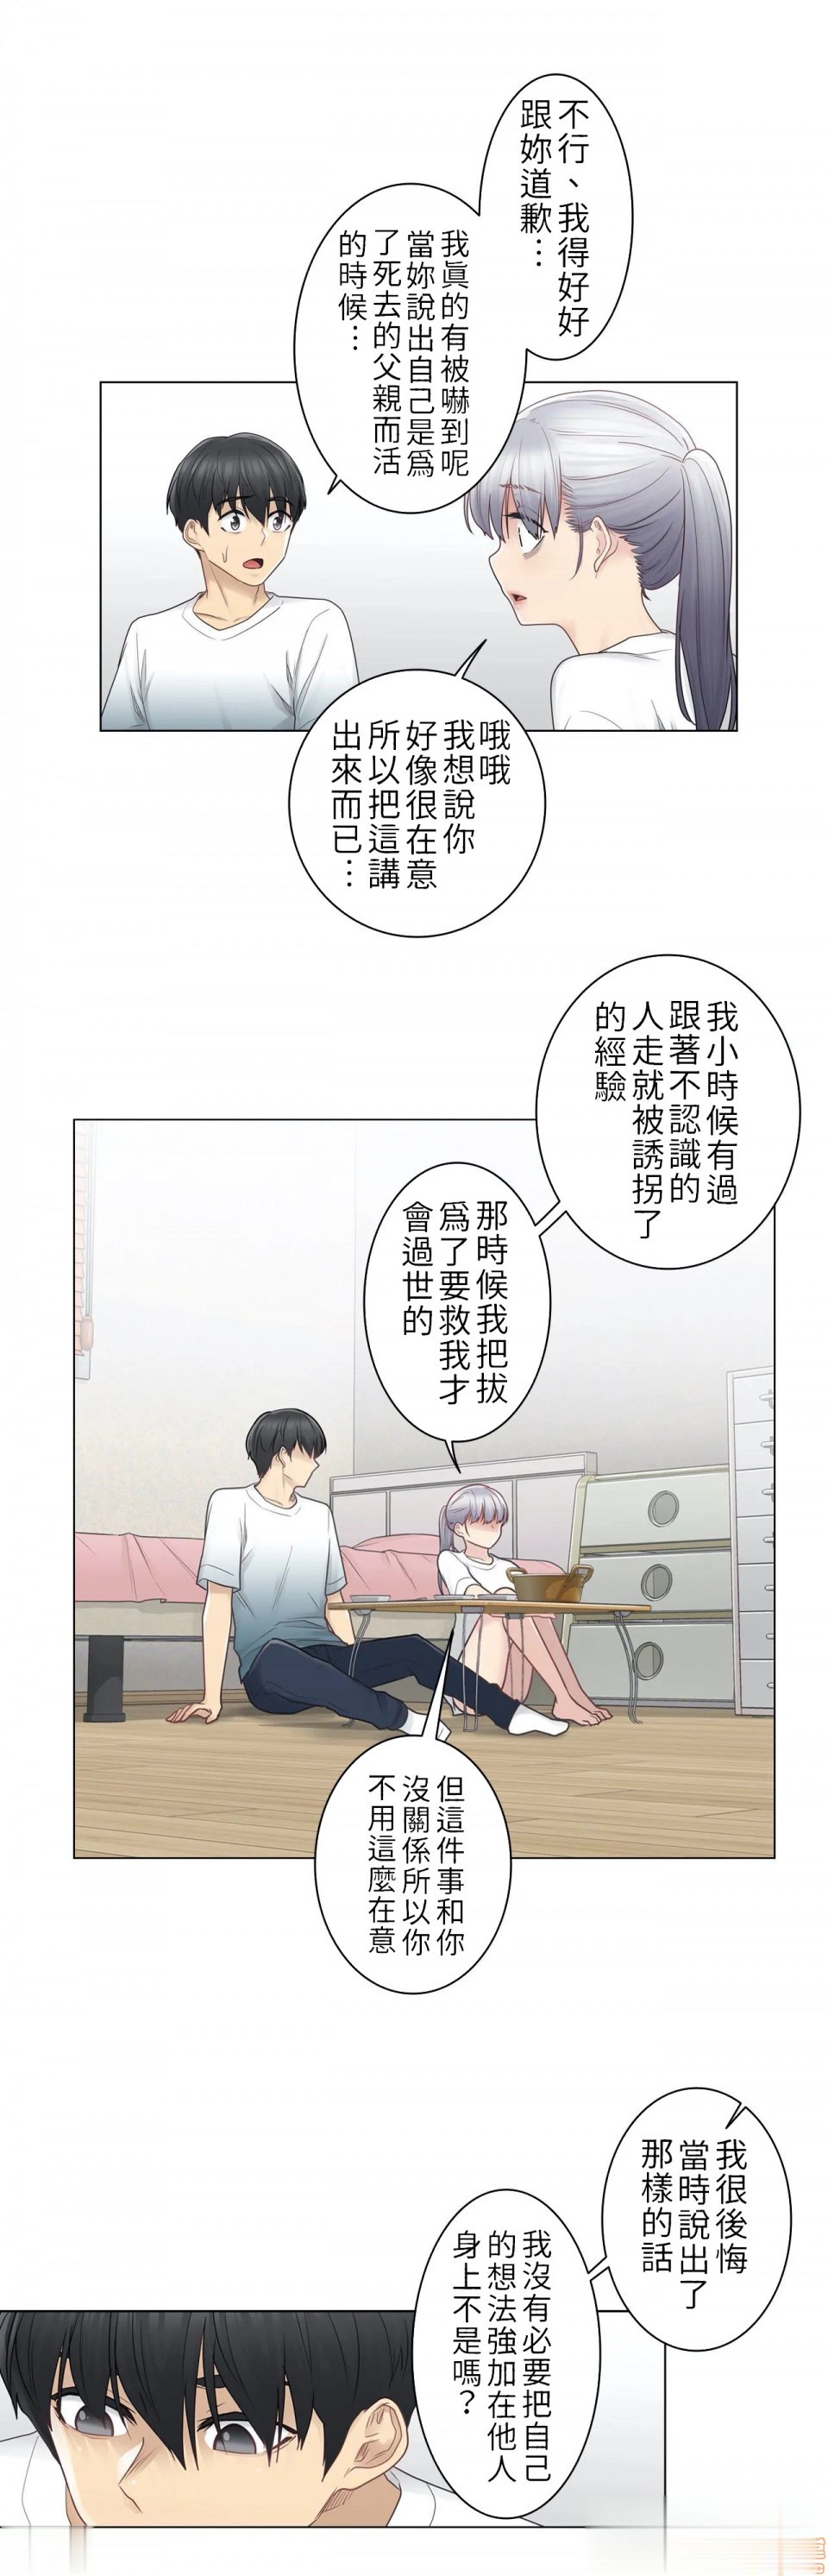 不行、我得好好
跟妳道歉…
我真的有被嚇到呢
當妳說出自己是為
了死去的父親而活
的時候…
哦哦
我想說你
好像很在意
所以把這講
出來而已…
我小時候有過
跟著不認識的
人走就被誘拐了
的經驗
那時候我把拔
為了要救我才
會過世的
但這件事和你
沒關係所以你
不用這麼在意
我很後悔
當時說出了
那樣的話
我沒有必要把自己
的想法強加在他人
身上不是嗎？